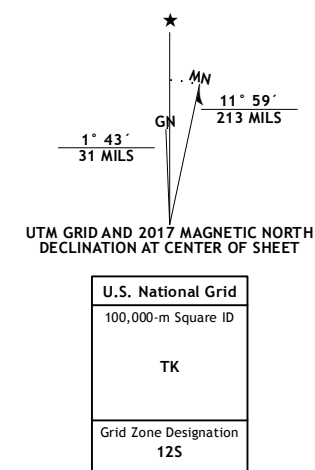 MN
GN
11° 59´
213 MILS
1° 43´
31 MILS
UTM GRID AND 2017 MAGNETIC NORTH
DECLINATION AT CENTER OF SHEET
U.S. National Grid
100,000-m Square ID
TK
Grid Zone Designation
12S